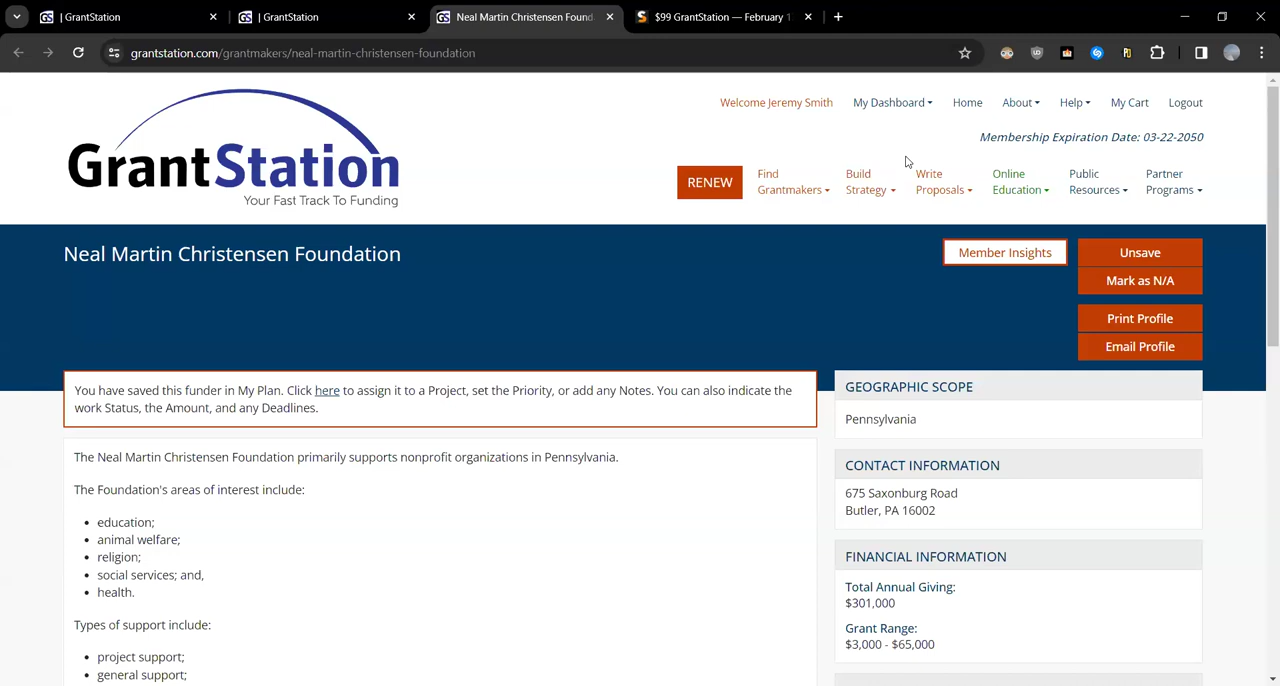 | GrantStation
| GrantStation
Neal Martin Christensen Found
$99 GrantStation — February 1
grantstation.com/grantmakers/neal-martin-christensen-foundation
GrantStation
Your Fast Track To Funding
Welcome Jeremy Smith
My Dashboard
Home
About
Help
My Cart
Logout
Membership Expiration Date: 03-22-2050
RENEW
Find
Grantmakers
Build
Strategy
Write
Proposals
Online
Education
Public
Resources
Partner
Programs
Neal Martin Christensen Foundation
Member Insights
Unsave
Mark as N/A
Print Profile
Email Profile
You have saved this funder in My Plan. Click here to assign it to a Project, set the Priority, or add any Notes. You can also indicate the
work Status, the Amount, and any Deadlines.
The Neal Martin Christensen Foundation primarily supports nonprofit organizations in Pennsylvania.
The Foundation's areas of interest include:
• education;
• animal welfare;
• religion;
• social services; and,
• health.
Types of support include:
• project support;
• general support;
GEOGRAPHIC SCOPE
Pennsylvania
CONTACT INFORMATION
675 Saxonburg Road
Butler, PA 16002
FINANCIAL INFORMATION
Total Annual Giving:
$301,000
Grant Range:
$3,000 - $65,000